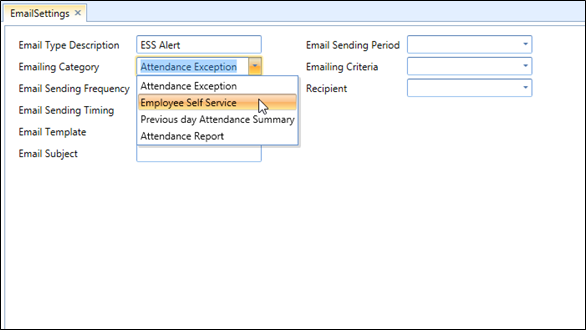 EmailSettings
Email Type Description ESS Alert Email Sending Period
Emailing Category Attendance Exception Emailing Criteria
Email Sending Frequency Attendance Exception Recipient
Employee Self Service
Email Sending Timing
Previous day Attendance Summary
Email Template Attendance Report
Email Subject